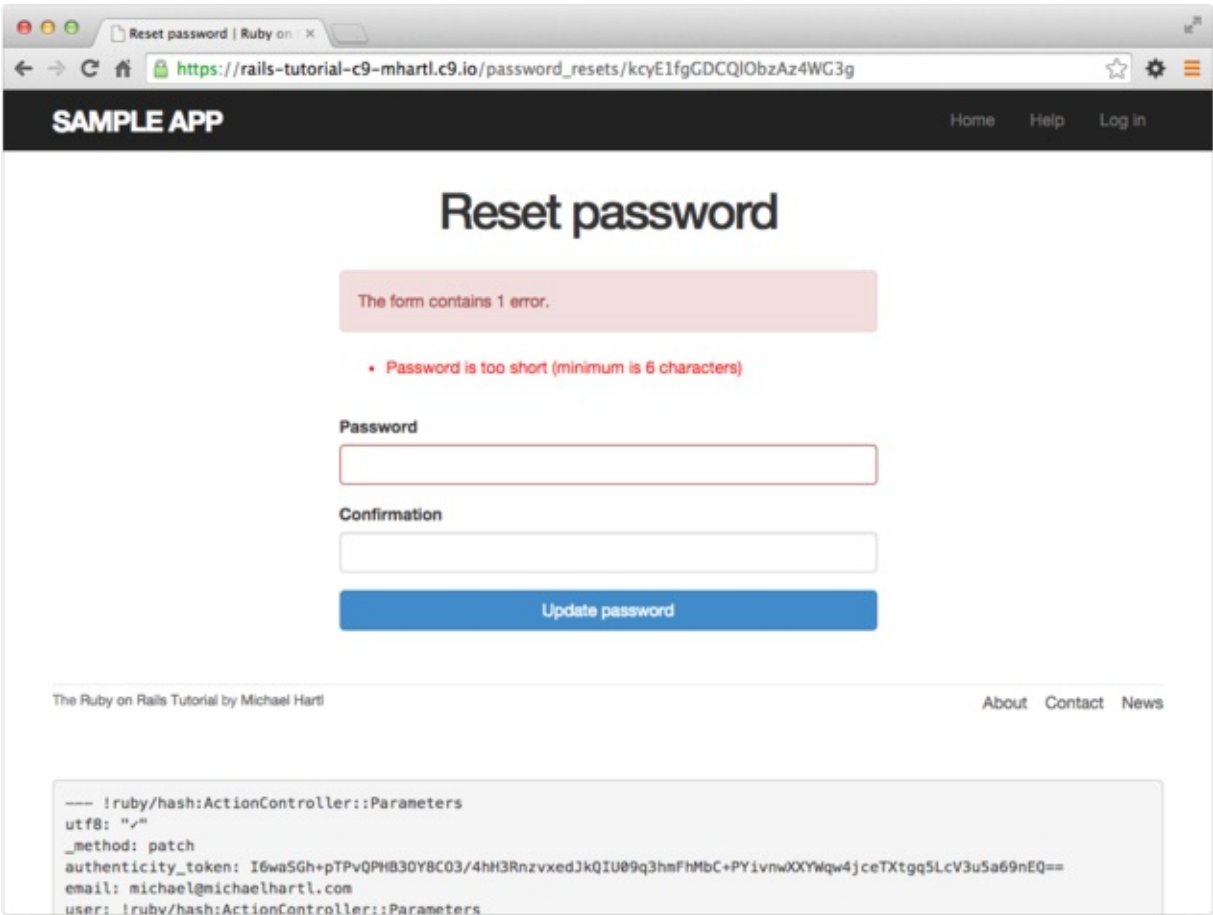 Reset password | Ruby on
https://rails-tutorial-c9-mhartl.c9.io/password_resets/kcyE1fgGDCQlObzAz4WG3g
SAMPLE APP
Home Help Log in
Reset password
The form contains 1 error.
• Password is too short (minimum is 6 characters)
Password
Confirmation
Update password
The Ruby on Rails Tutorial by Michael Hartl
About Contact News
--- !ruby/hash:ActionController::Parameters
utf8: "✓"
_method: patch
authenticity_token: I6waSGh+pTPvQPHB3OY8CO3/4hH3RnzvxedJkQIU09q3hmFhMbC+PYivnwXXYWqw4jceTXtgq5LcV3u5a69nEQ==
email: michael@michaelhartl.com
user: !ruby/hash:ActionController::Parameters